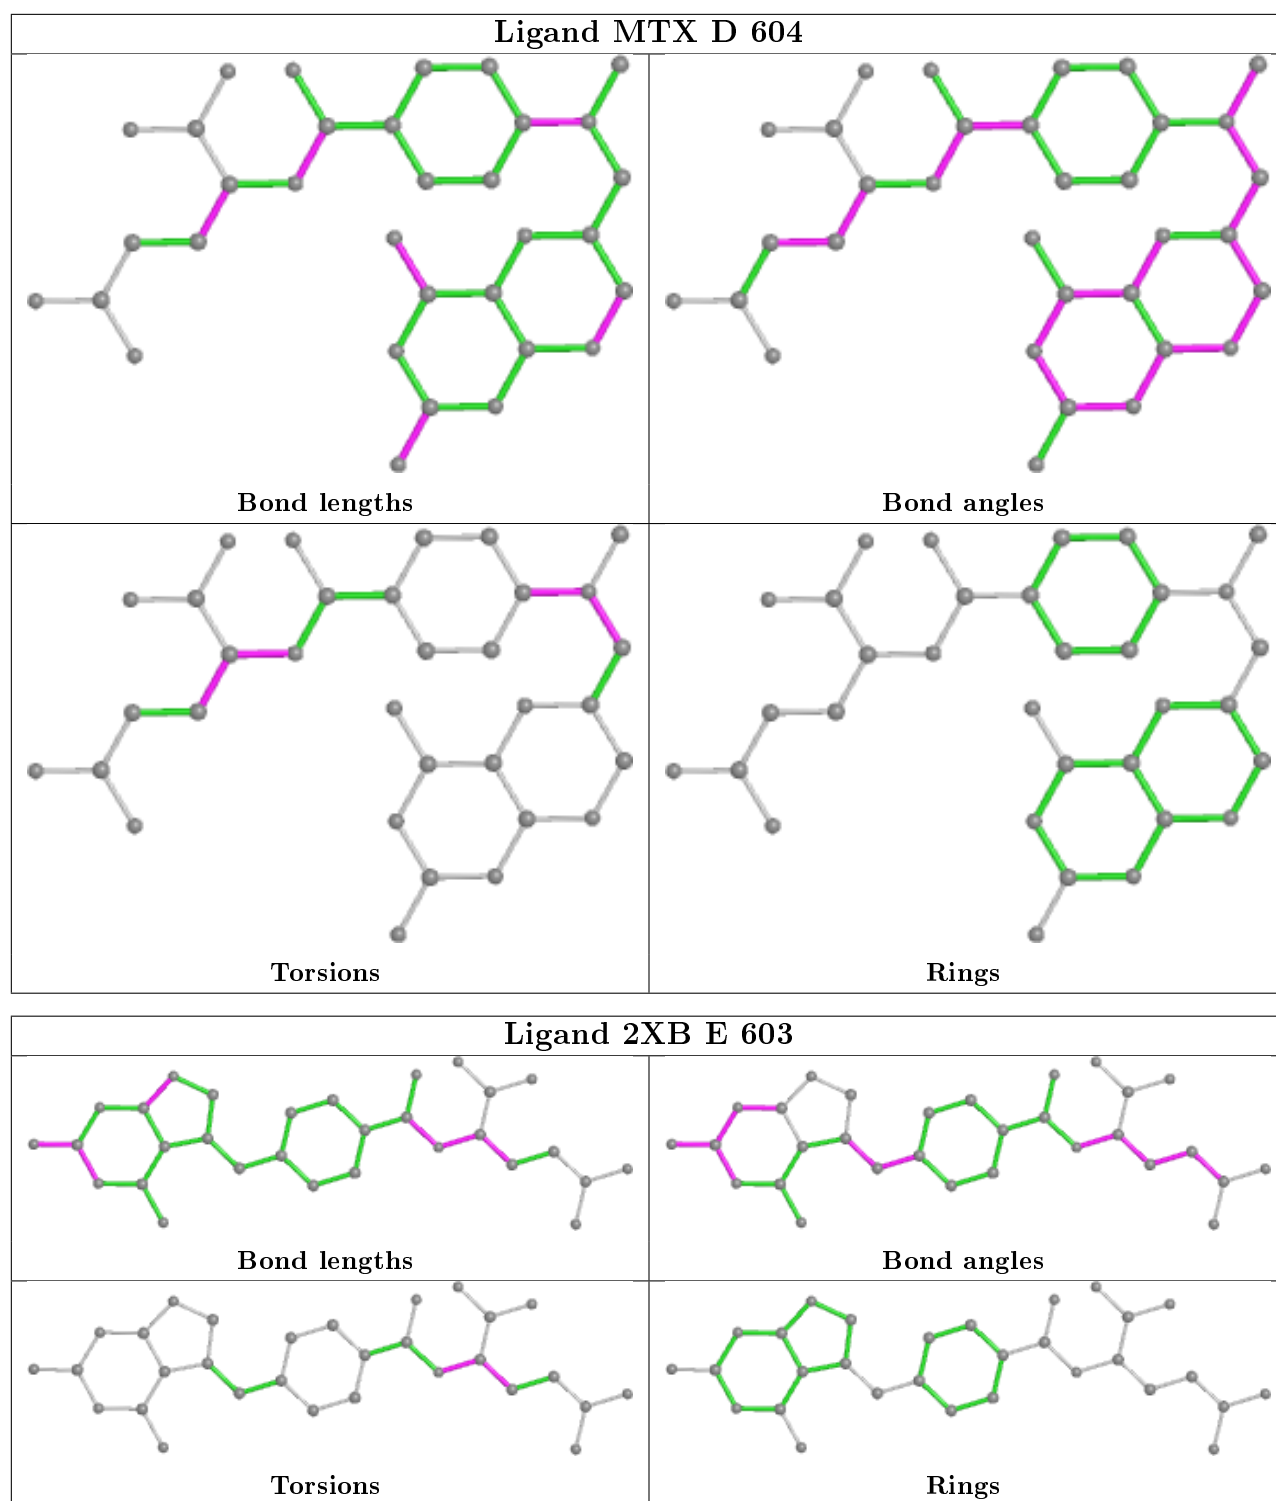 Ligand MTX D 604
Bond lengths
Bond angles
Torsions
Rings
Ligand 2XB E 603
Bond lengths
Bond angles
Torsions
Rings